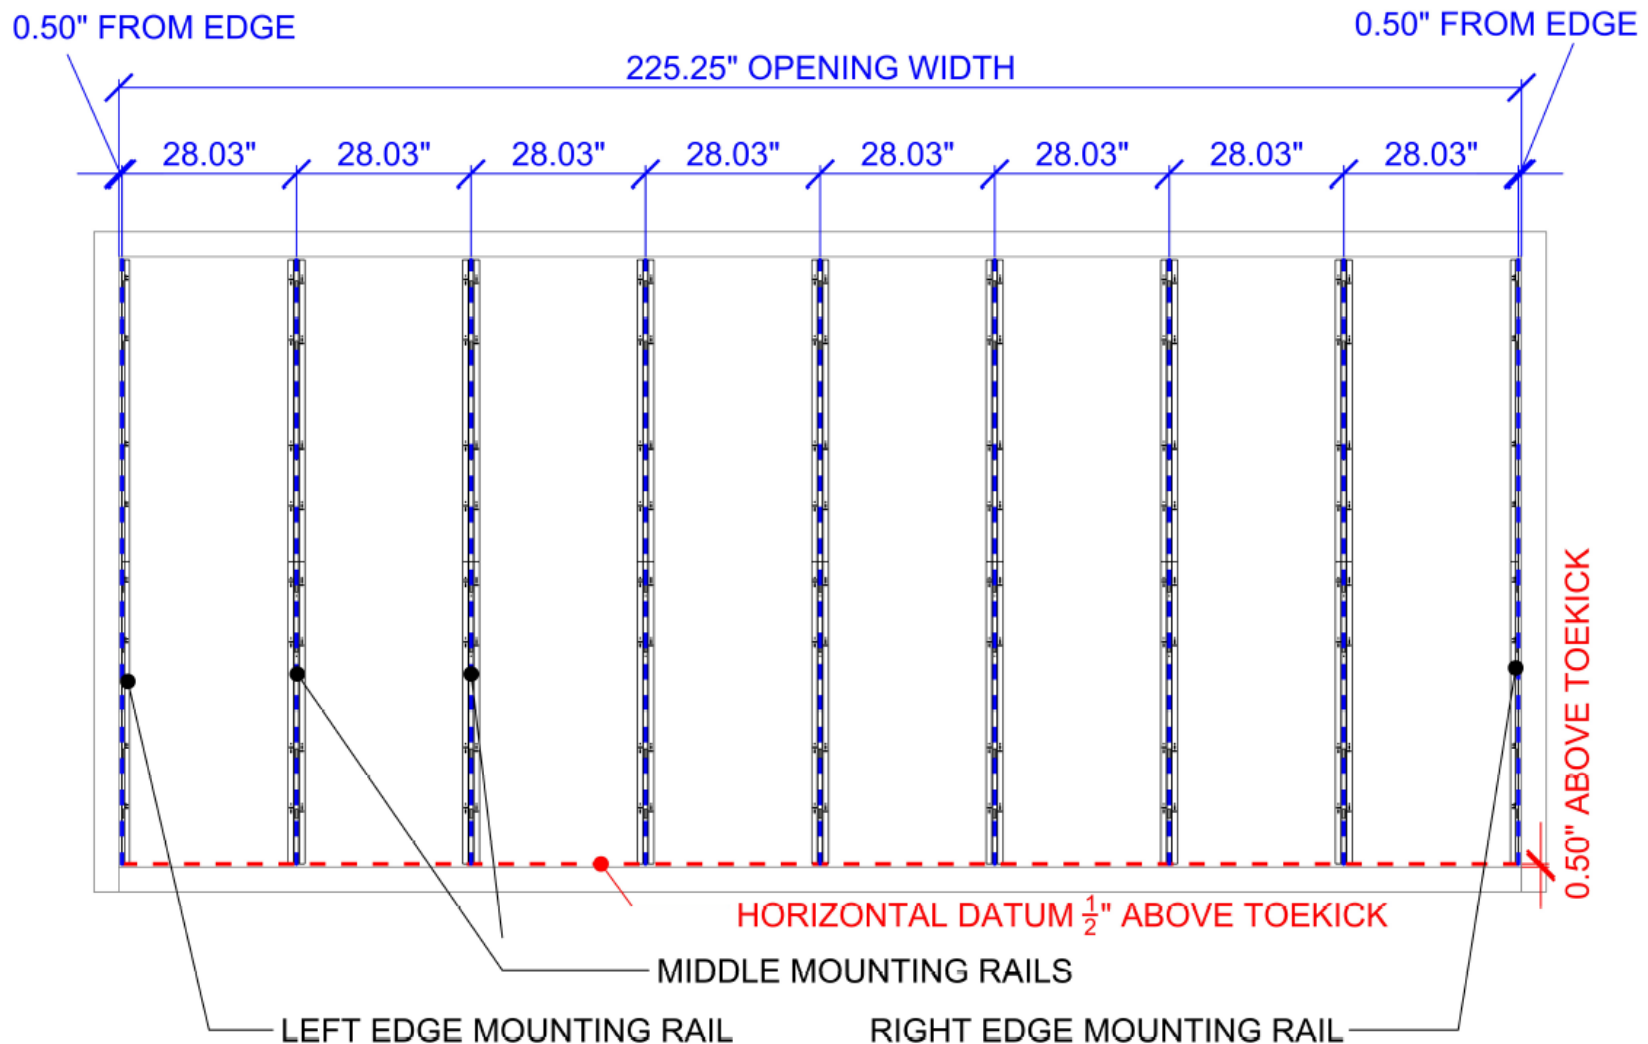 0.50" FROM EDGE
0.50" FROM EDGE
225.25" OPENING WIDTH
28.03" 28.03" 28.03" 28.03" 28.03" 28.03" 28.03" 28.03"
0.50" ABOVE TOEKICK
HORIZONTAL DATUM 1/2" ABOVE TOEKICK
MIDDLE MOUNTING RAILS
LEFT EDGE MOUNTING RAIL
RIGHT EDGE MOUNTING RAIL